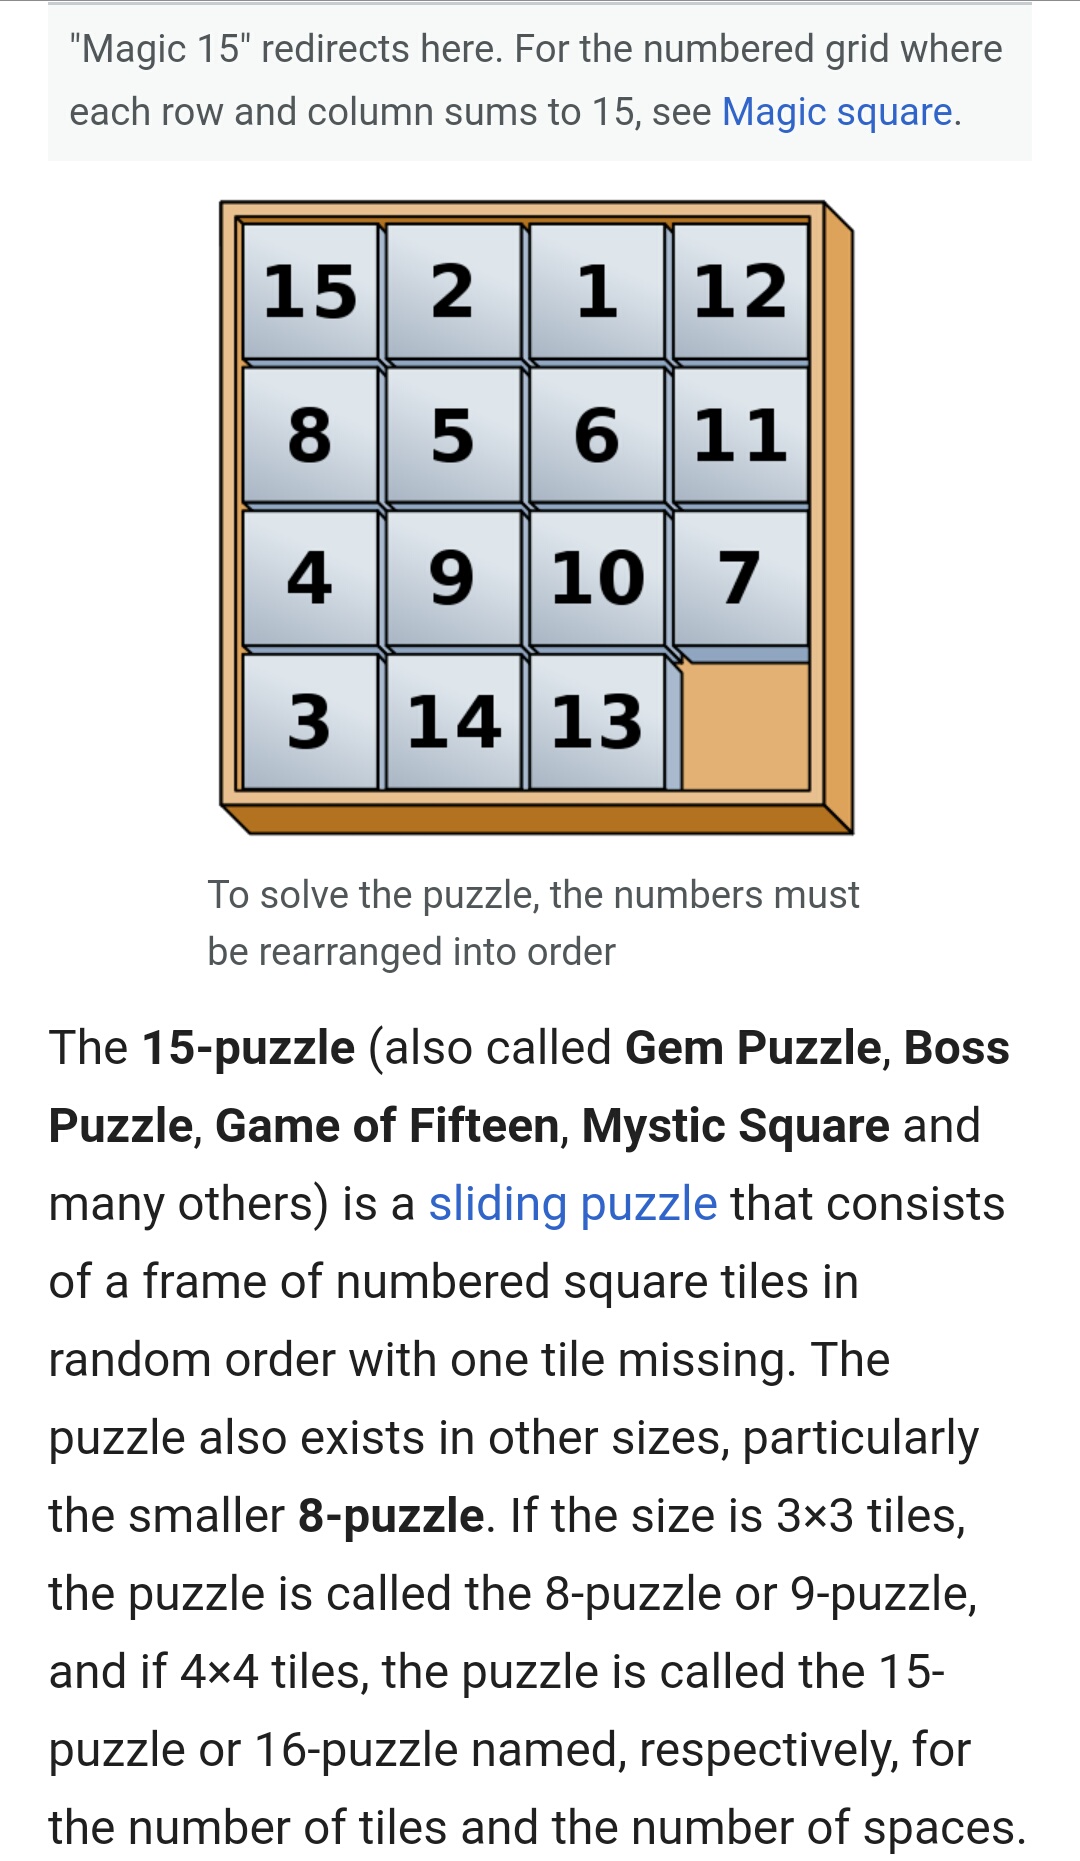 "Magic 15" redirects here. For the numbered grid where
each row and column sums to 15, see Magic square.
15 2 1 12
8 5 6 11
4 9 10 7
3 14 13
To solve the puzzle, the numbers must
be rearranged into order
The 15-puzzle (also called Gem Puzzle, Boss
Puzzle, Game of Fifteen, Mystic Square and
many others) is a sliding puzzle that consists
of a frame of numbered square tiles in
random order with one tile missing. The
puzzle also exists in other sizes, particularly
the smaller 8-puzzle. If the size is 3×3 tiles,
the puzzle is called the 8-puzzle or 9-puzzle,
and if 4×4 tiles, the puzzle is called the 15-
puzzle or 16-puzzle named, respectively, for
the number of tiles and the number of spaces.